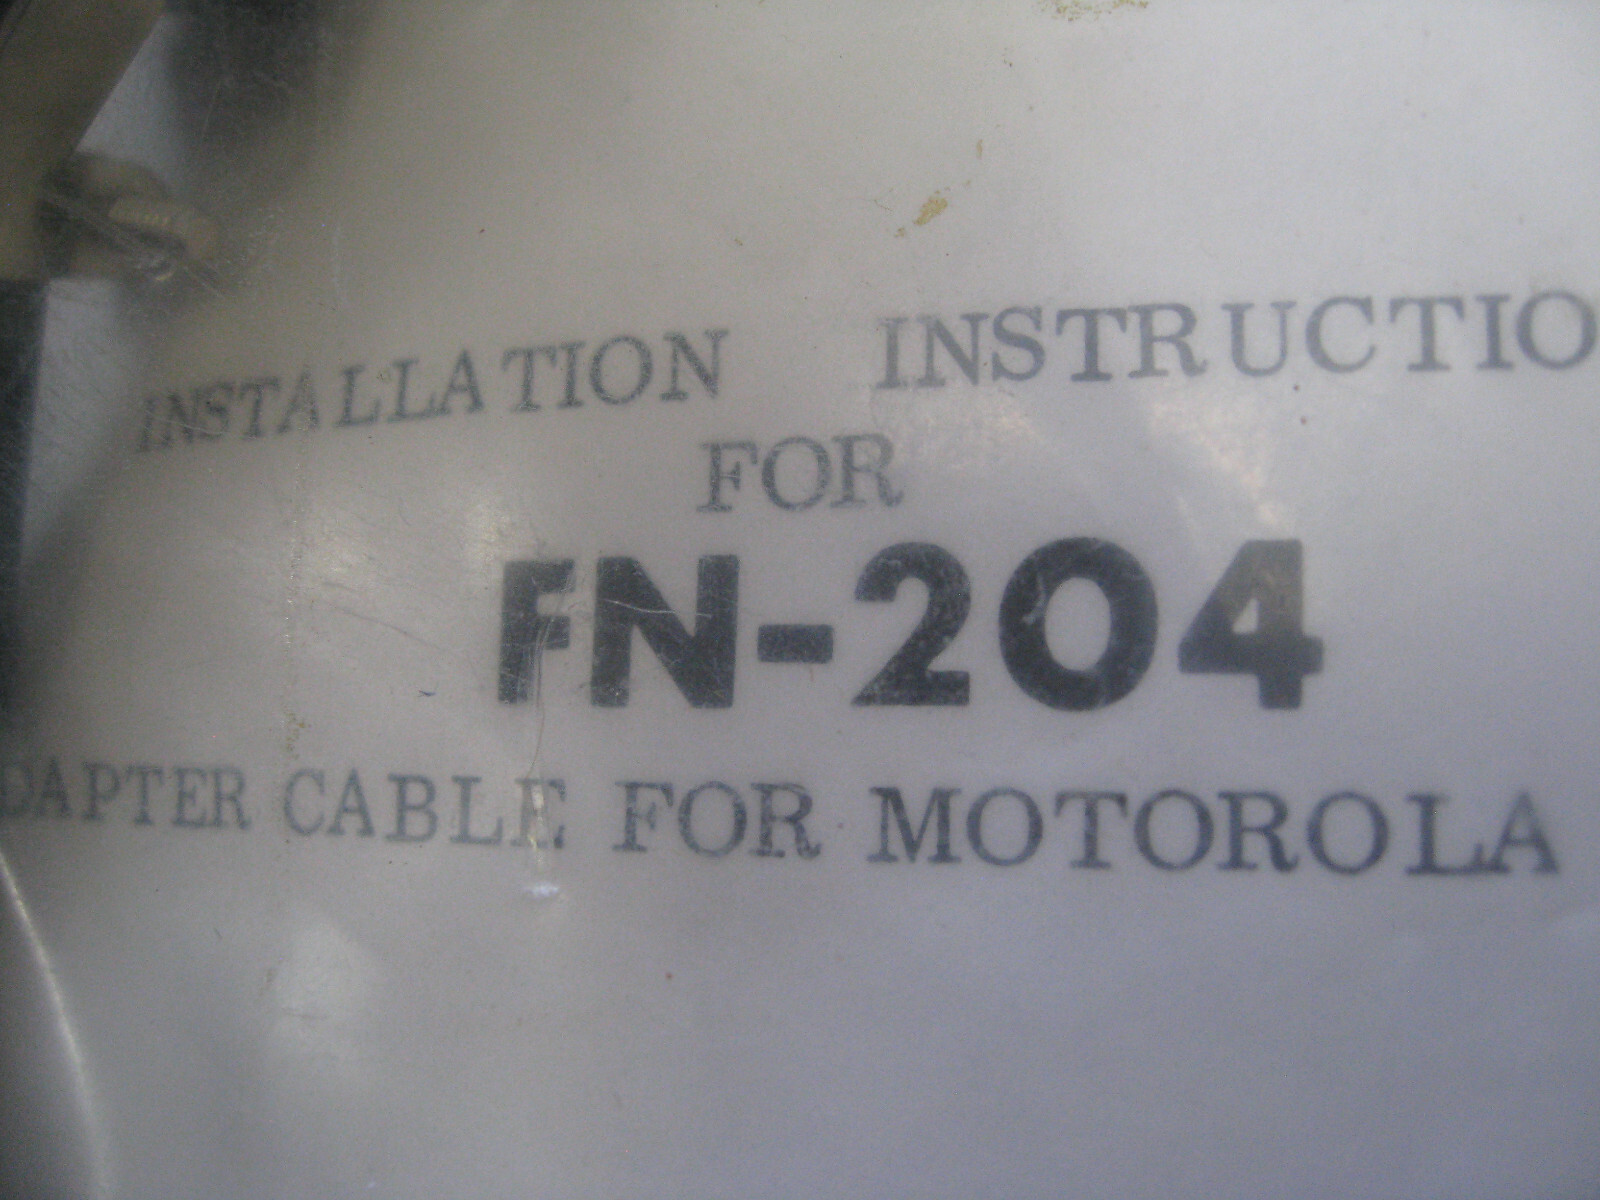 INSTALLATION INSTRUCTIO
FOR
FN-204
DAPTER CABLE FOR MOTOROLA